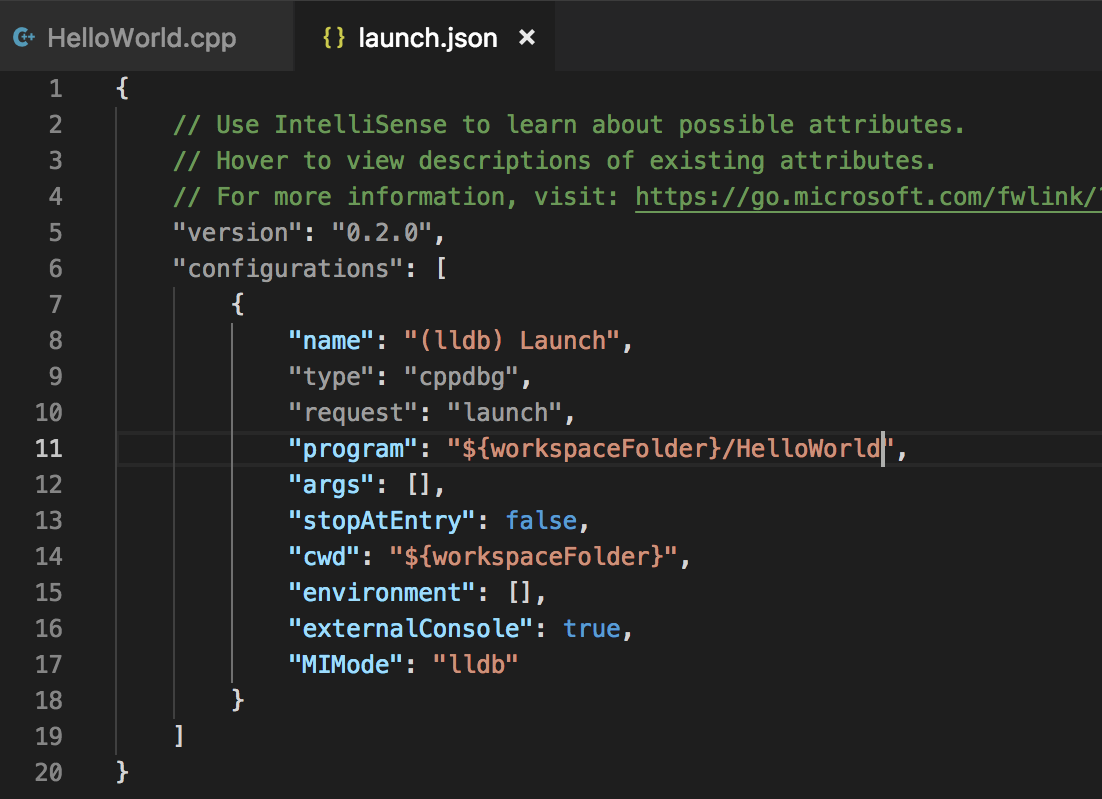 HelloWorld.cpp
{} launch.json ×
1 {
2     // Use IntelliSense to learn about possible attributes.
3     // Hover to view descriptions of existing attributes.
4     // For more information, visit: https://go.microsoft.com/fwlink/
5     "version": "0.2.0",
6     "configurations": [
7         {
8             "name": "(lldb) Launch",
9             "type": "cppdbg",
10             "request": "launch",
11             "program": "${workspaceFolder}/HelloWorld",
12             "args": [],
13             "stopAtEntry": false,
14             "cwd": "${workspaceFolder}",
15             "environment": [],
16             "externalConsole": true,
17             "MIMode": "lldb"
18         }
19     ]
20 }